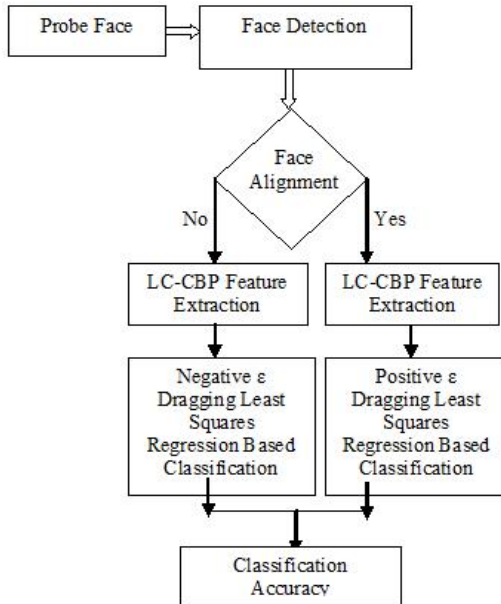 Probe Face
Face Detection
Face
Alignment
No
Yes
LC-CBP Feature
Extraction
LC-CBP Feature
Extraction
Negative ε
Dragging Least
Squares
Regression Based
Classification
Positive ε
Dragging Least
Squares
Regression Based
Classification
Classification
Accuracy